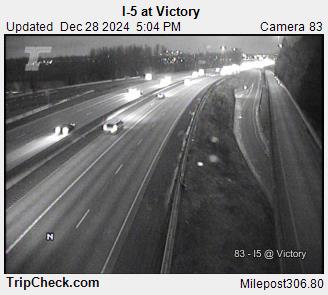 I-5 at Victory
Updated Dec 28 2024 5:04 PM Camera 83
T
N
83 - I5 @ Victory
TripCheck.com Milepost306.80